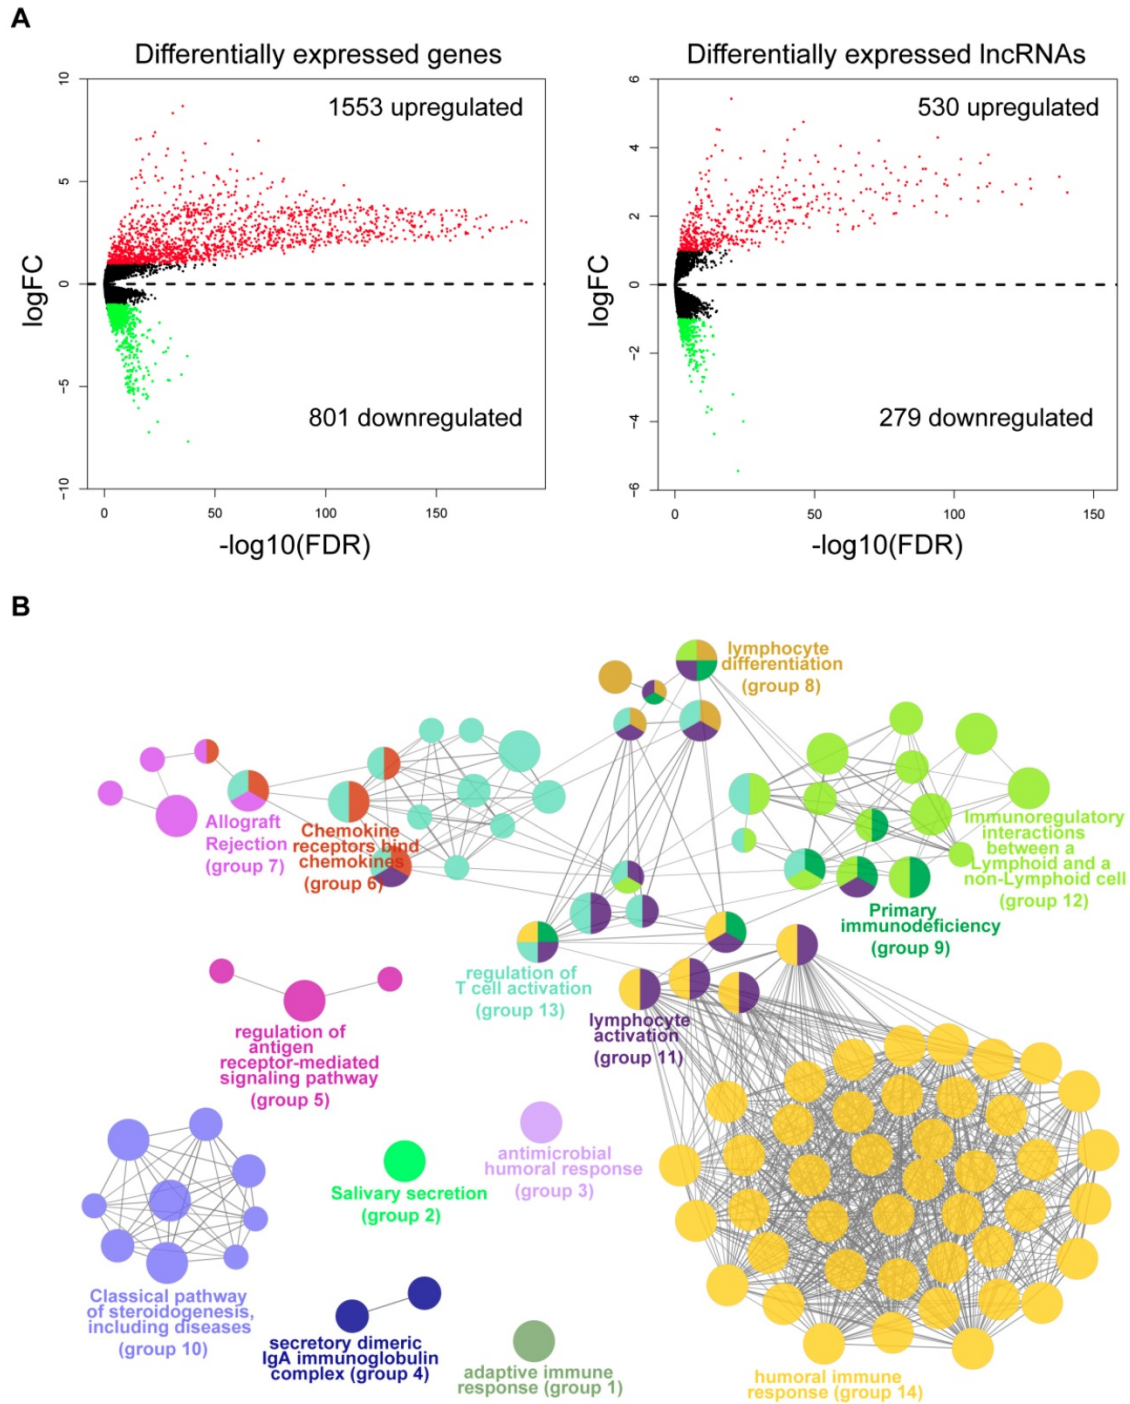 A
Differentially expressed genes
10
5
0
−5
−10
logFC
1553 upregulated
801 downregulated
0
50
100
150
-log10(FDR)
Differentially expressed lncRNAs
6
4
2
0
−2
−4
−6
logFC
530 upregulated
279 downregulated
0
50
100
150
-log10(FDR)
B
lymphocyte
differentiation
(group 8)
Allograft
Rejection
(group 7)
Chemokine
receptors bind
chemokines
(group 6)
Immunoregulatory
interactions
between a
Lymphoid and a
non-Lymphoid cell
(group 12)
Primary
immunodeficiency
(group 9)
regulation of
T cell activation
(group 13)
lymphocyte
activation
(group 11)
regulation of
antigen
receptor-mediated
signaling pathway
(group 5)
antimicrobial
humoral response
(group 3)
Salivary secretion
(group 2)
Classical pathway
of steroidogenesis,
including diseases
(group 10)
secretory dimeric
IgA immunoglobulin
complex (group 4)
adaptive immune
response (group 1)
humoral immune
response (group 14)